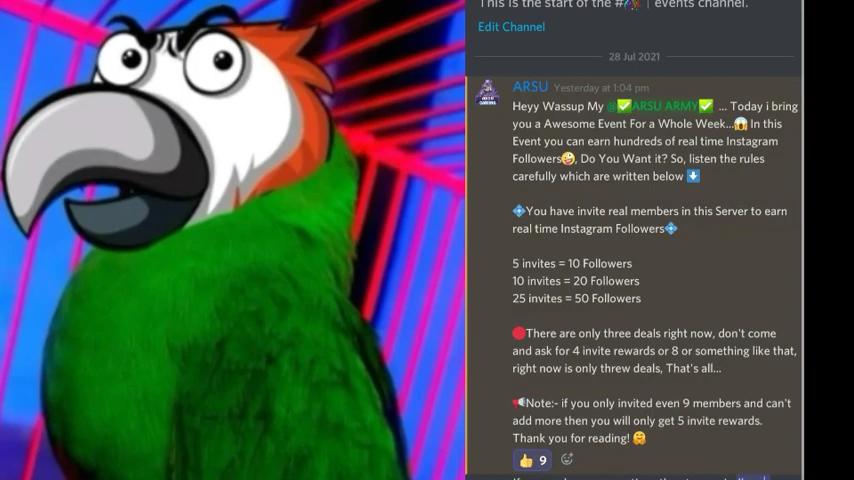 This is the start of the # | events channel.
Edit Channel
28 Jul 2021
ARSU Yesterday at 1:04 pm
Heyy Wassup My @✅ARSU ARMY✅ ... Today i bring
you a Awesome Event For a Whole Week...😱 In this
Event you can earn hundreds of real time Instagram
Followers🤪, Do You Want it? So, listen the rules
carefully which are written below ⬇️
💠You have invite real members in this Server to earn
real time Instagram Followers💠
5 invites = 10 Followers
10 invites = 20 Followers
25 invites = 50 Followers
🔴There are only three deals right now, don't come
and ask for 4 invite rewards or 8 or something like that,
right now is only threw deals, That's all...
📢Note:- if you only invited even 9 members and can't
add more then you will only get 5 invite rewards.
Thank you for reading! 🤗
👍 9